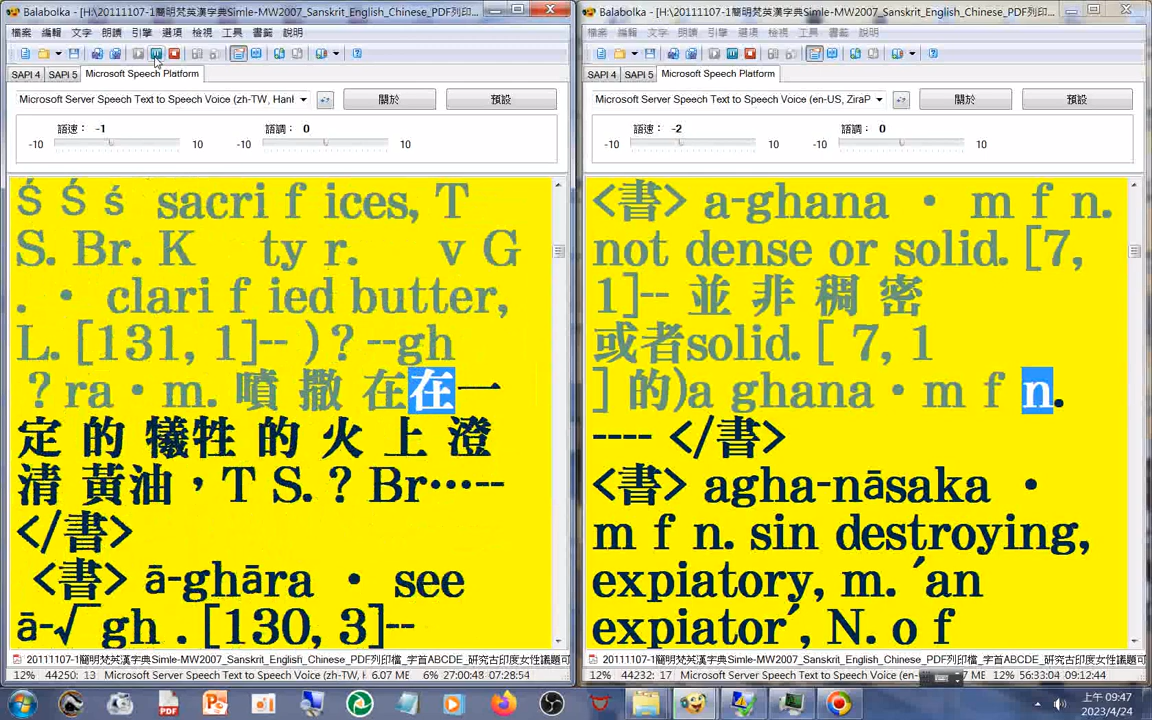 Balabolka - [H:\20111107-1簡明梵英漢字典Simle-MW2007_Sanskrit_English_Chinese_PDF列印...
檔案 編輯 文字 朗讀 引擎 選項 檢視 工具 書籤 說明
SAPI 4 SAPI 5 Microsoft Speech Platform
Microsoft Server Speech Text to Speech Voice (zh-TW, Hanl 關於 預設
語速： -1 語調： 0
-10 10 -10 10
Ś Ś ś sacri f ices, T
S. Br. K ty r. v G
. • clari f ied butter,
L. [131, 1]-- )? --gh
? ra • m. 噴 撒 在在一
定 的 犧牲 的 火 上 澄
清 黃油，T S. ? Br…--
</書>
<書> ā-ghāra • see
ā-√ gh . [130, 3]--
20111107-1簡明梵英漢字典Simle-MW2007_Sanskrit_English_Chinese_PDF列印檔_字首ABCDE_研究古印度女性議題可
12% 44250: 13 Microsoft Server Speech Text to Speech Voice (zh-TW, H 6.07 ME 6% 27:00:48 07:28:54
Balabolka - [H:\20111107-1簡明梵英漢字典Simle-MW2007_Sanskrit_English_Chinese_PDF列印...
檔案 編輯 文字 朗讀 引擎 選項 檢視 工具 書籤 說明
SAPI 4 SAPI 5 Microsoft Speech Platform
Microsoft Server Speech Text to Speech Voice (en-US, ZiraP 關於 預設
語速： -2 語調： 0
-10 10 -10 10
<書> a-ghana • m f n.
not dense or solid. [7,
1]-- 並 非 稠 密
或者solid. [ 7, 1
] 的)a ghana • m f n.
---- </書>
<書> agha-nāsaka •
m f n. sin destroying,
expiatory, m. ´an
expiator´, N. o f
20111107-1簡明梵英漢字典Simle-MW2007_Sanskrit_English_Chinese_PDF列印檔_字首ABCDE_研究古印度女性議題可
12% 44232: 17 Microsoft Server Speech Text to Speech Voice (en-US, Z 6.07 ME 12% 56:33:04 09:12:44
上午 09:47
2023/4/24